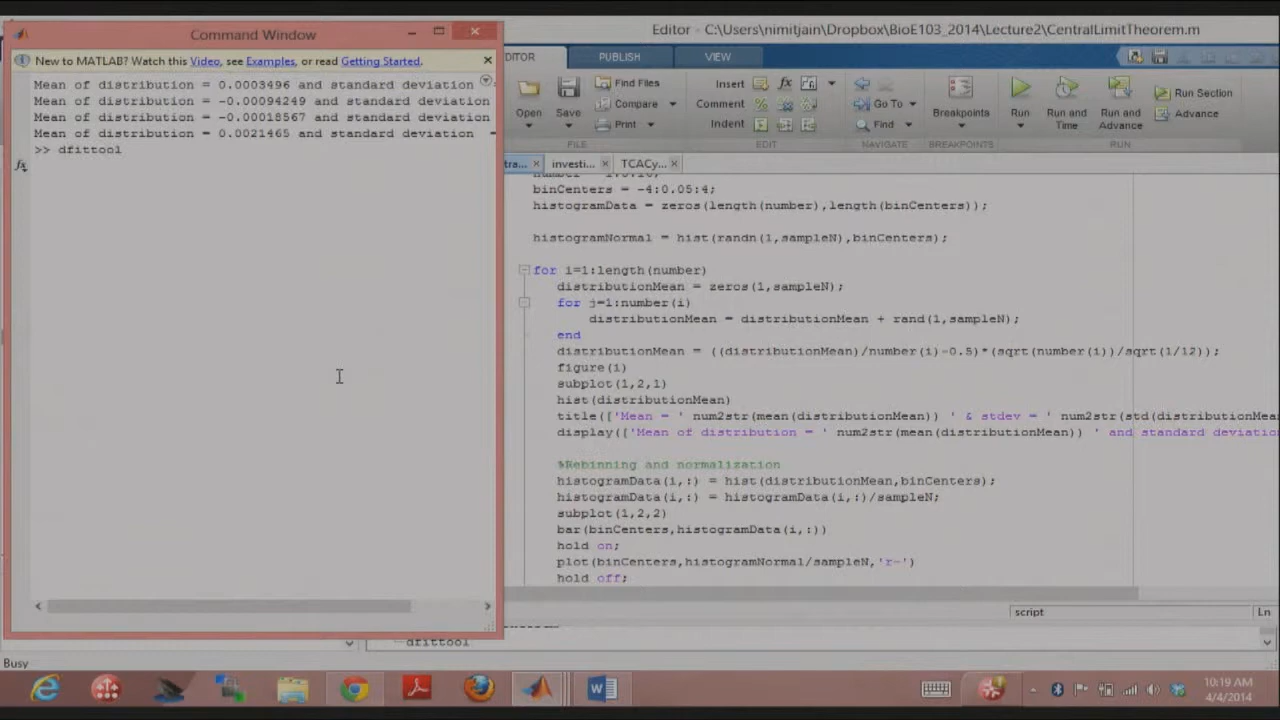 Command Window
Editor - C:\Users\nimitjain\Dropbox\BioE103_2014\Lecture2\CentralLimitTheorem.m
New to MATLAB? Watch this Video, see Examples, or read Getting Started.
Mean of distribution = 0.0003496 and standard deviation
Mean of distribution = -0.00094249 and standard deviation
Mean of distribution = -0.00018567 and standard deviation
Mean of distribution = 0.0021465 and standard deviation =
>> dfittool
fx
PUBLISH
VIEW
Open
Save
Find Files
Compare
Print
FILE
Insert
fx
Comment
Indent
EDIT
Go To
Find
NAVIGATE
Breakpoints
BREAKPOINTS
Run
Run and Time
Run and Advance
Run Section
Advance
RUN
tra...
investi...
TCACy...
binCenters = -4:0.05:4;
histogramData = zeros(length(number),length(binCenters));
histogramNormal = hist(randn(1,sampleN),binCenters);
for i=1:length(number)
distributionMean = zeros(1,sampleN);
for j=1:number(i)
distributionMean = distributionMean + rand(1,sampleN);
end
distributionMean = ((distributionMean)/number(i)-0.5)*(sqrt(number(i))/sqrt(1/12));
figure(i)
subplot(1,2,1)
hist(distributionMean)
title(['Mean = ' num2str(mean(distributionMean)) ' & stdev = ' num2str(std(distributionMea
display(['Mean of distribution = ' num2str(mean(distributionMean)) ' and standard deviatio
%Rebinning and normalization
histogramData(i,:) = hist(distributionMean,binCenters);
histogramData(i,:) = histogramData(i,:)/sampleN;
subplot(1,2,2)
bar(binCenters,histogramData(i,:))
hold on;
plot(binCenters,histogramNormal/sampleN,'r-')
hold off;
script
Ln
dfittool
Busy
10:19 AM
4/4/2014